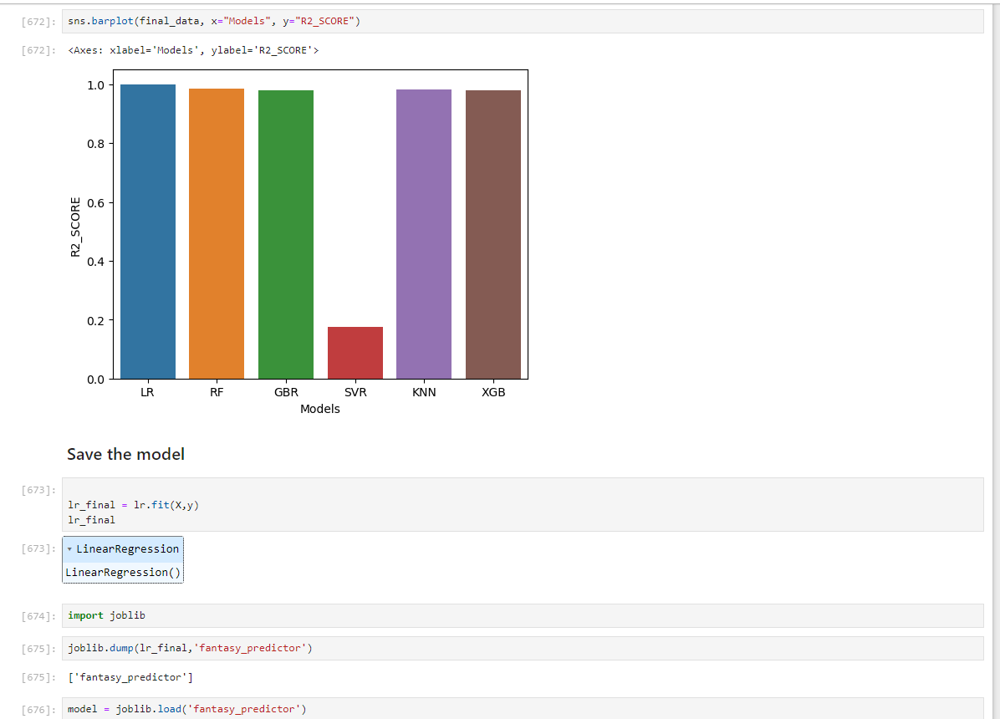 [672]: sns.barplot(final_data, x="Models", y="R2_SCORE")
[672]: <Axes: xlabel='Models', ylabel='R2_SCORE'>
1.0
0.8
0.6
0.4
0.2
0.0
R2_SCORE
LR RF GBR SVR KNN XGB
Models
Save the model
[673]:
lr_final = lr.fit(X,y)
lr_final
[673]: ▾ LinearRegression
LinearRegression()
[674]: import joblib
[675]: joblib.dump(lr_final,'fantasy_predictor')
[675]: ['fantasy_predictor']
[676]: model = joblib.load('fantasy_predictor')